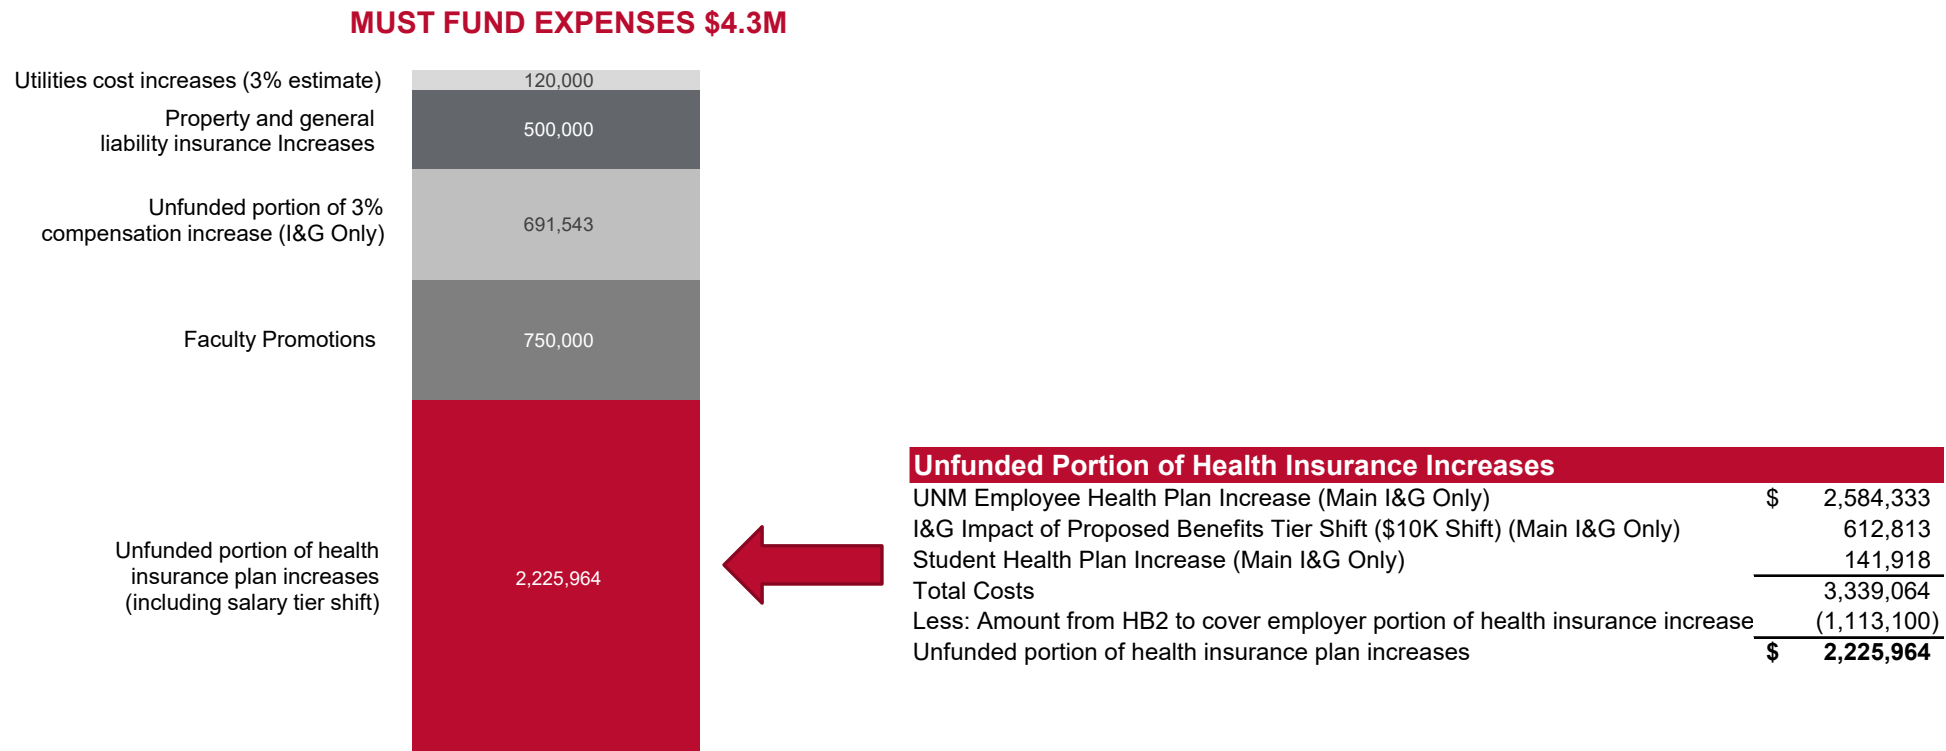 MUST FUND EXPENSES $4.3M
Utilities cost increases (3% estimate)
120,000
Property and general
liability insurance Increases
500,000
Unfunded portion of 3%
compensation increase (I&G Only)
691,543
Faculty Promotions
750,000
Unfunded portion of health
insurance plan increases
(including salary tier shift)
2,225,964
Unfunded Portion of Health Insurance Increases
UNM Employee Health Plan Increase (Main I&G Only) $ 2,584,333
I&G Impact of Proposed Benefits Tier Shift ($10K Shift) (Main I&G Only) 612,813
Student Health Plan Increase (Main I&G Only) 141,918
Total Costs 3,339,064
Less: Amount from HB2 to cover employer portion of health insurance increase (1,113,100)
Unfunded portion of health insurance plan increases $ 2,225,964